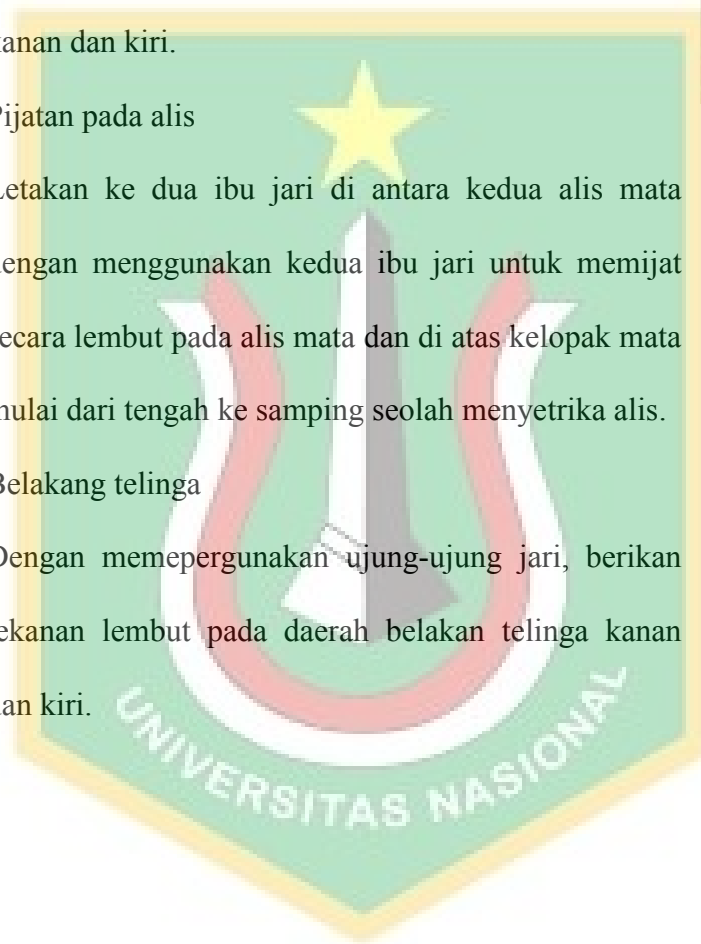 kanan dan kiri.
Pijatan pada alis
Letakan ke dua ibu jari di antara kedua alis mata
dengan menggunakan kedua ibu jari untuk memijat
secara lembut pada alis mata dan di atas kelopak mata
mulai dari tengah ke samping seolah menyetrika alis.
Belakang telinga
Dengan memepergunakan ujung-ujung jari, berikan
tekanan lembut pada daerah belakan telinga kanan
dan kiri.
UNIVERSITAS NASIONAL